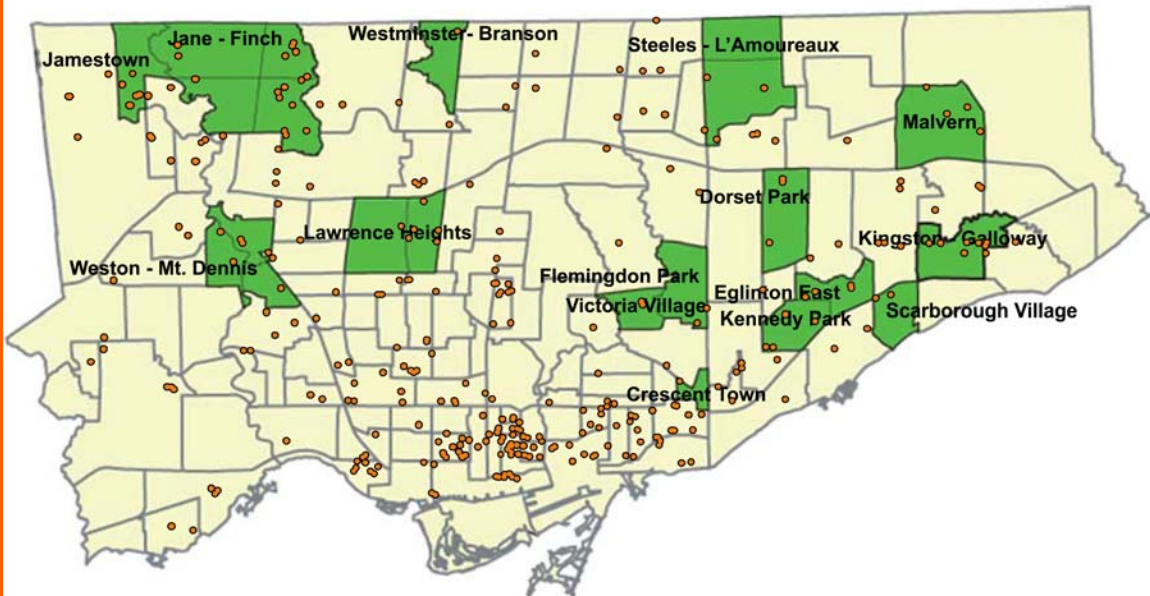 Westminster- Branson
Jane - Finch
Steeles - L'Amoureaux
Jamestown
Malvern
Dorset Park
Lawrence Heights
Kingston - Galloway
Weston - Mt. Dennis
Flemingdon Park
Victoria Village
Eglinton East
Kennedy Park
Scarborough Village
Crescent Town